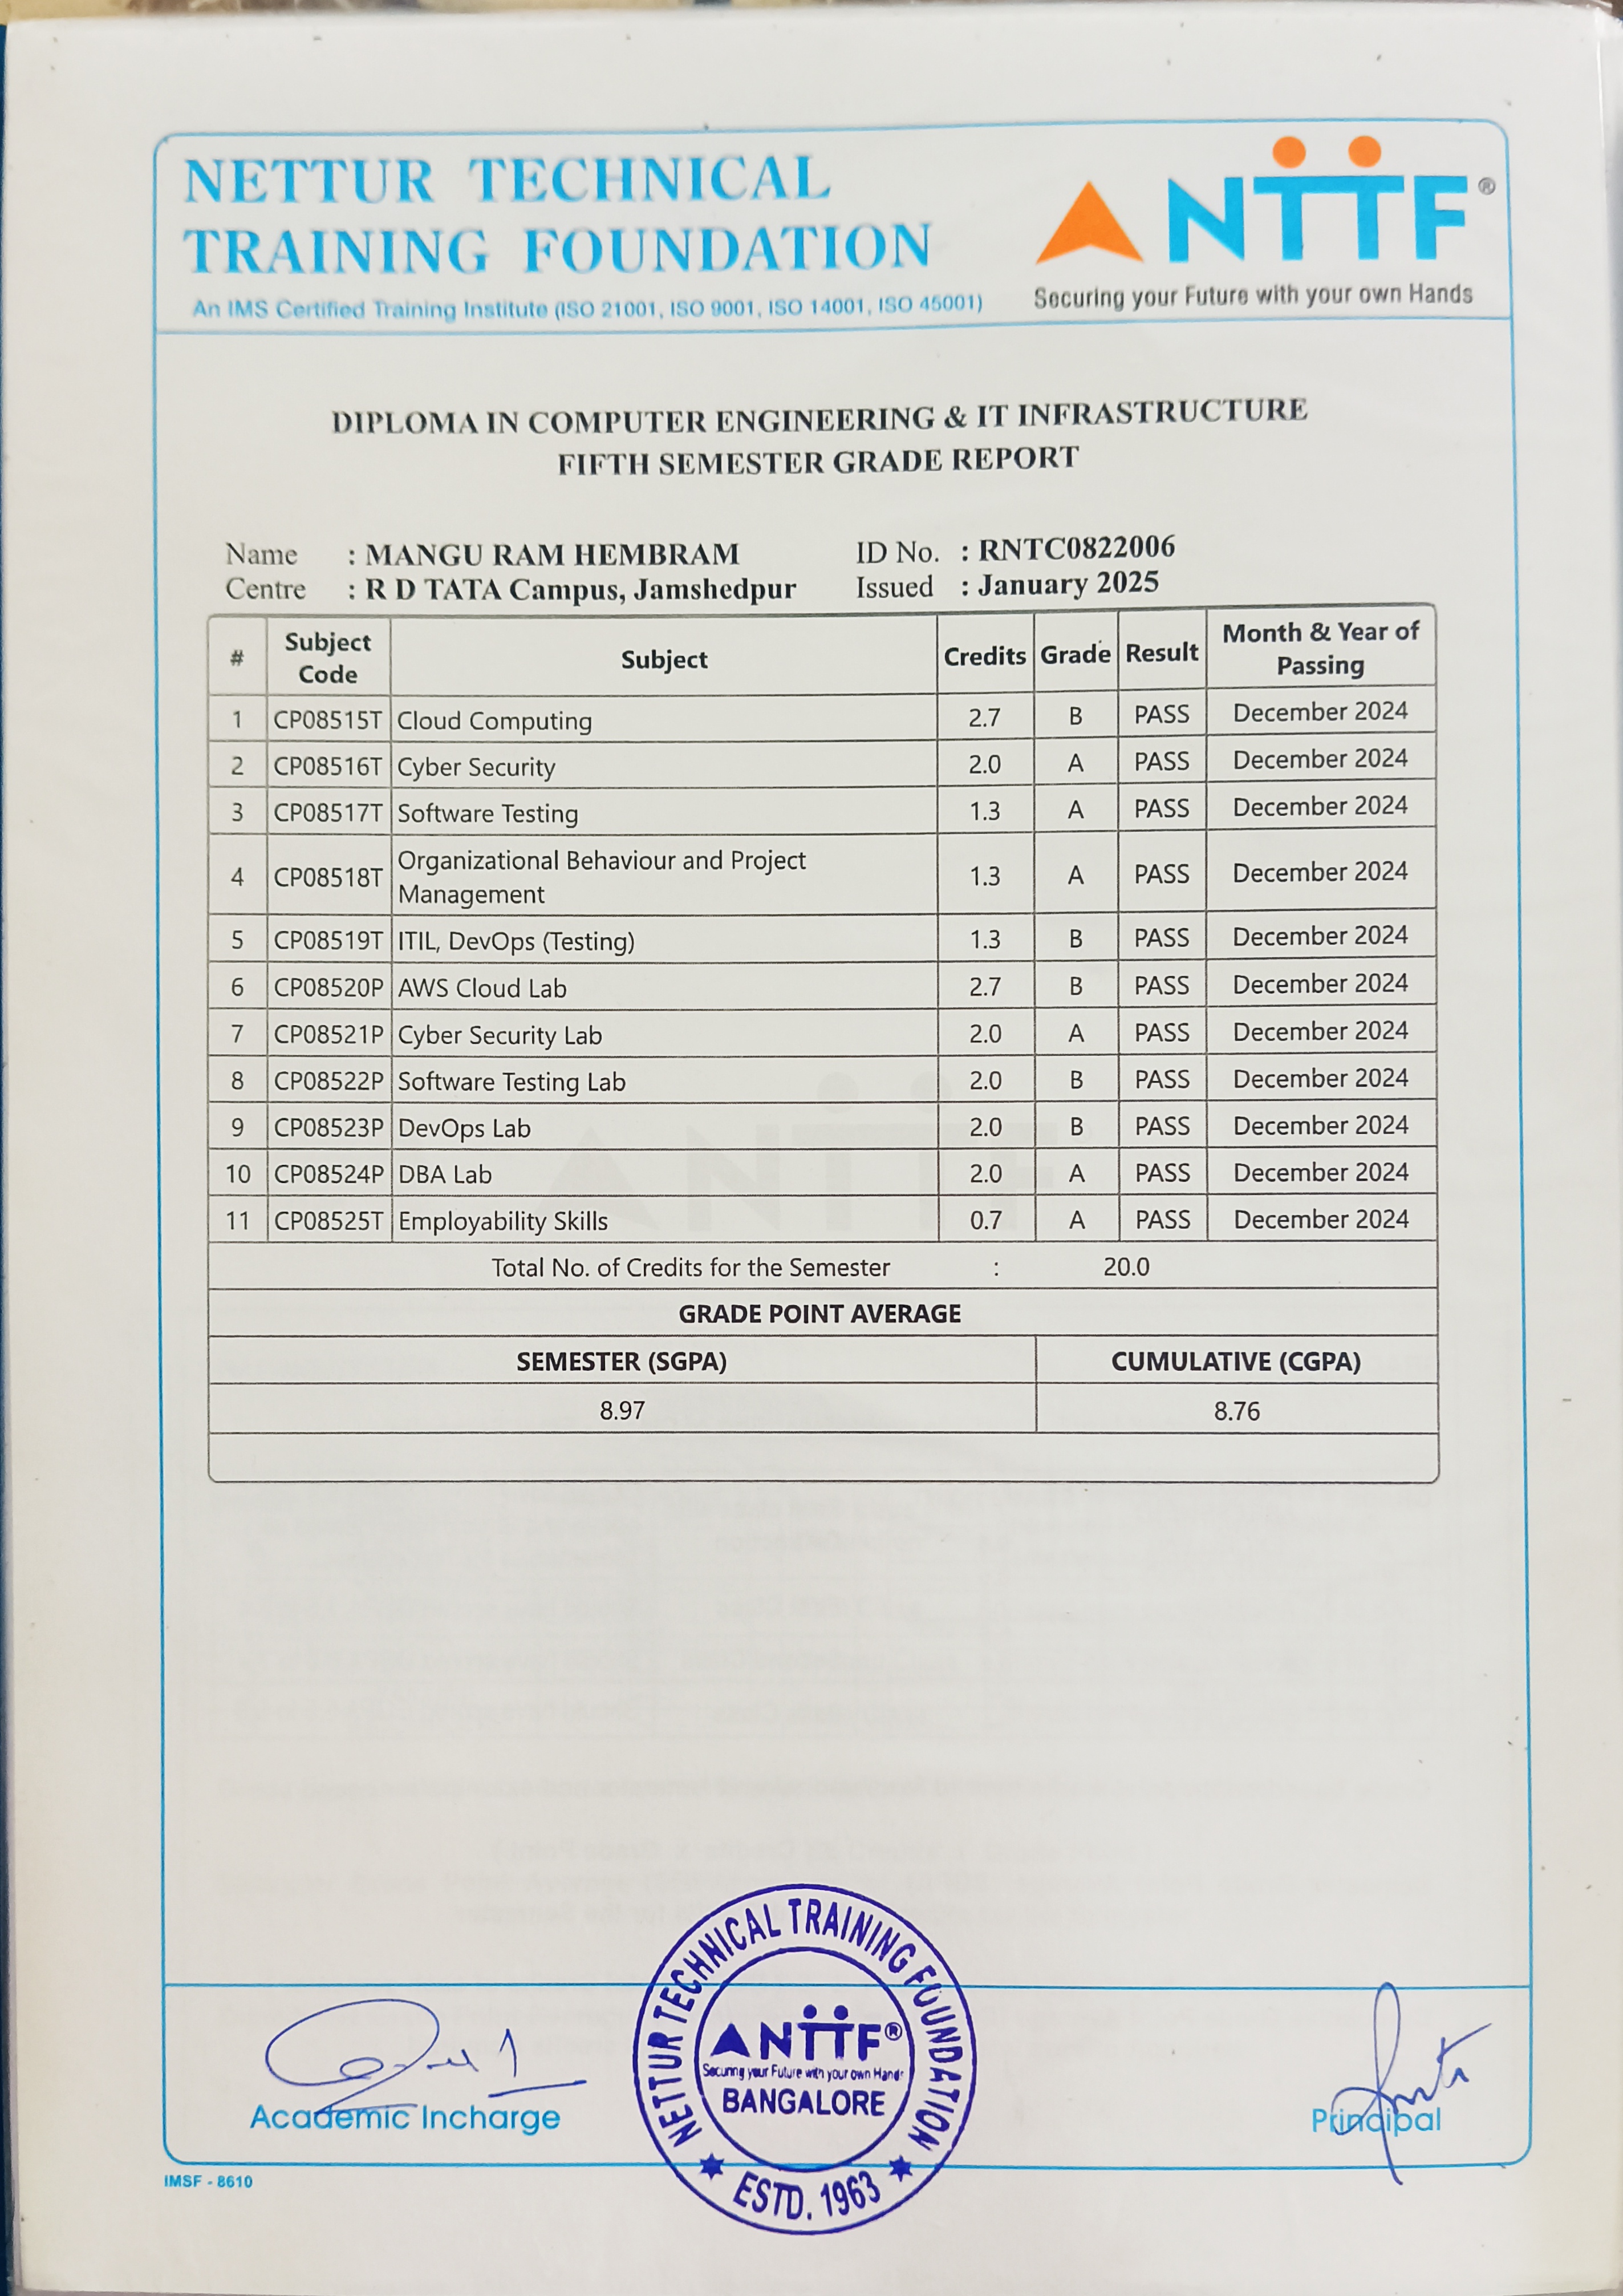 NETTUR TECHNICAL
TRAINING FOUNDATION
An IMS Certified Training Institute (ISO 21001, ISO 9001, ISO 14001, ISO 45001)
NTTF®
Securing your Future with your own Hands
DIPLOMA IN COMPUTER ENGINEERING & IT INFRASTRUCTURE
FIFTH SEMESTER GRADE REPORT
Name : MANGU RAM HEMBRAM ID No. : RNTC0822006
Centre : R D TATA Campus, Jamshedpur Issued : January 2025
# Subject Code Subject Credits Grade Result Month & Year of Passing
1 CP08515T Cloud Computing 2.7 B PASS December 2024
2 CP08516T Cyber Security 2.0 A PASS December 2024
3 CP08517T Software Testing 1.3 A PASS December 2024
4 CP08518T Organizational Behaviour and Project Management 1.3 A PASS December 2024
5 CP08519T ITIL, DevOps (Testing) 1.3 B PASS December 2024
6 CP08520P AWS Cloud Lab 2.7 B PASS December 2024
7 CP08521P Cyber Security Lab 2.0 A PASS December 2024
8 CP08522P Software Testing Lab 2.0 B PASS December 2024
9 CP08523P DevOps Lab 2.0 B PASS December 2024
10 CP08524P DBA Lab 2.0 A PASS December 2024
11 CP08525T Employability Skills 0.7 A PASS December 2024
Total No. of Credits for the Semester : 20.0
GRADE POINT AVERAGE
SEMESTER (SGPA) CUMULATIVE (CGPA)
8.97 8.76
NETTUR TECHNICAL TRAINING FOUNDATION
NTTF®
Securing your Future with your own Hands
BANGALORE
ESTD. 1963
Academic Incharge Principal
IMSF - 8610